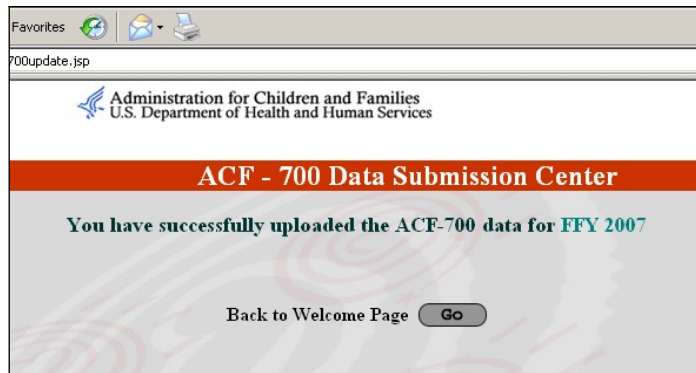 Favorites
700update.jsp
Administration for Children and Families
U.S. Department of Health and Human Services
ACF - 700 Data Submission Center
You have successfully uploaded the ACF-700 data for FFY 2007
Back to Welcome Page Go